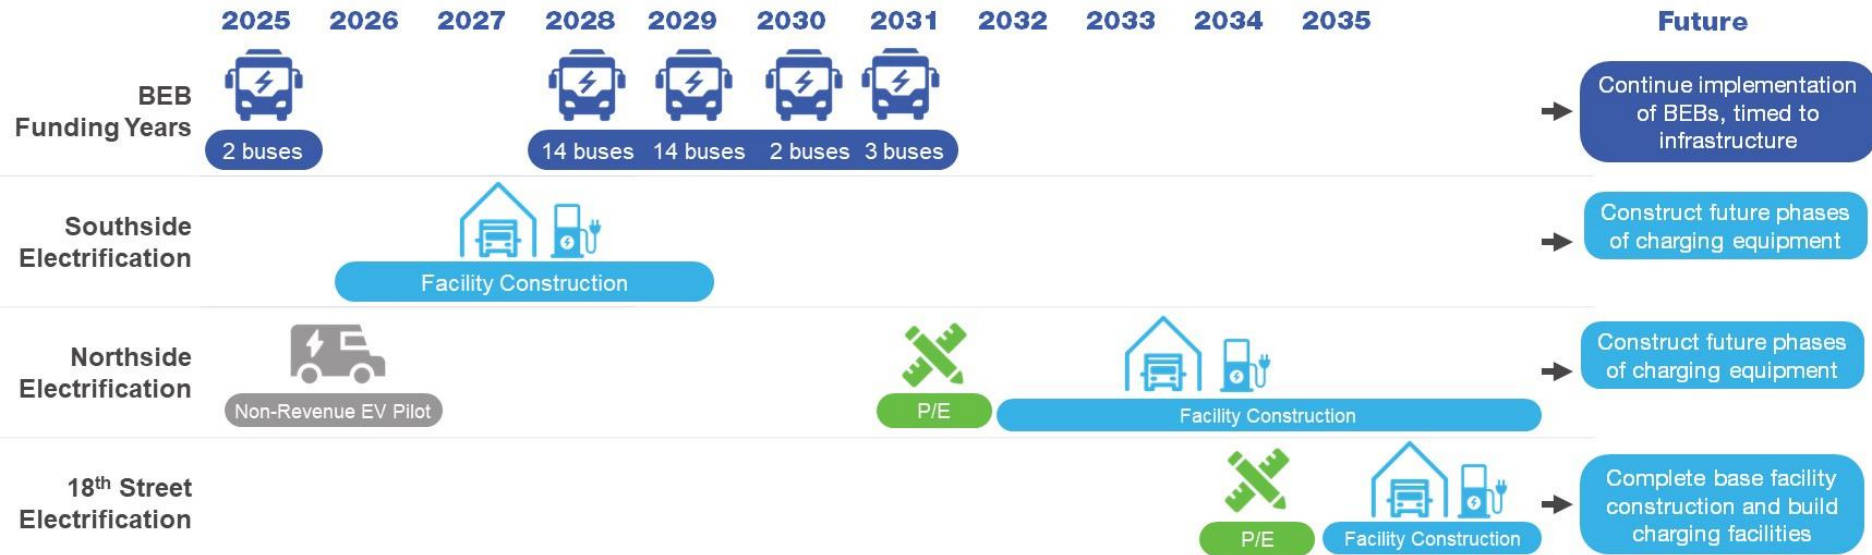 2025 2026 2027 2028 2029 2030 2031 2032 2033 2034 2035 Future
BEB
Funding Years
2 buses
14 buses 14 buses 2 buses 3 buses
Continue implementation
of BEBs, timed to
infrastructure
Southside
Electrification
Facility Construction
Construct future phases
of charging equipment
Northside
Electrification
Non-Revenue EV Pilot
P/E
Facility Construction
Construct future phases
of charging equipment
18th Street
Electrification
P/E
Facility Construction
Complete base facility
construction and build
charging facilities